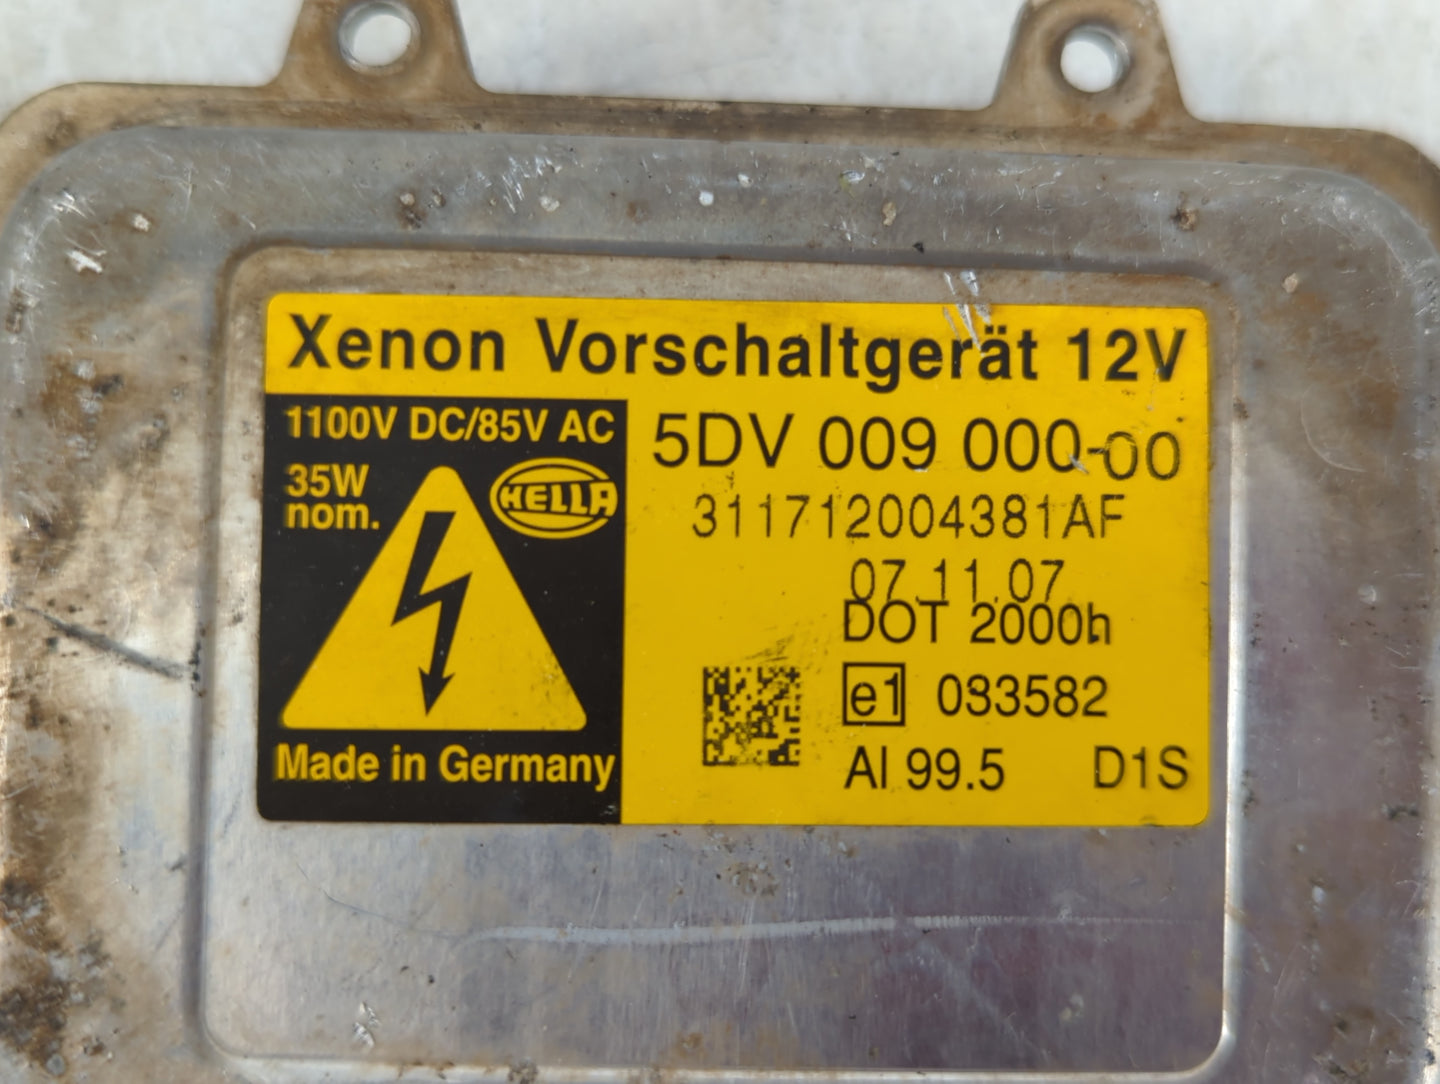 Xenon Vorschaltgerät 12V
1100V DC/85V AC
35W
nom.
HELLA
Made in Germany
5DV 009 000-00
311712004381AF
07.11.07
DOT 2000h
e1 033582
Al 99.5 D1S